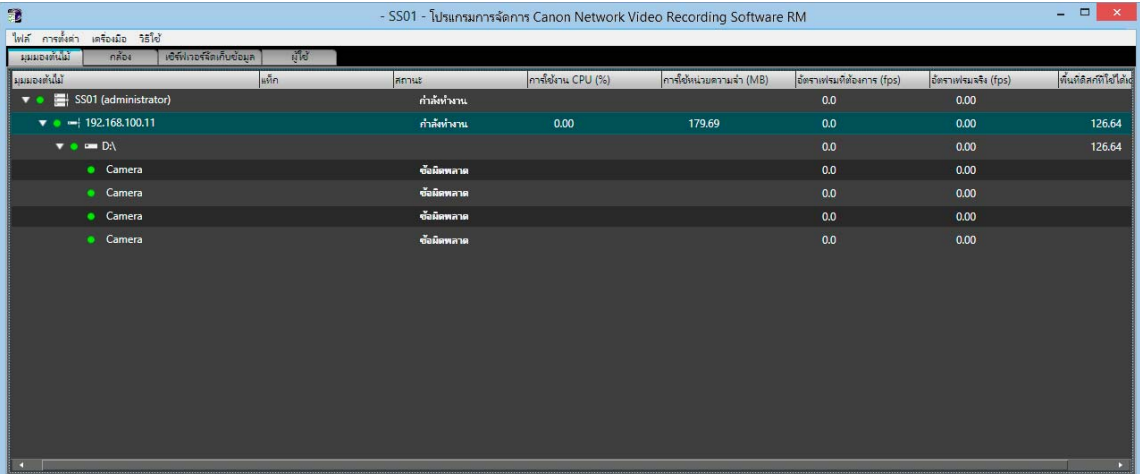 - SS01 - โปรแกรมการจัดการ Canon Network Video Recording Software RM
ไฟล์ การตั้งค่า เครื่องมือ วิธีใช้
มุมมองต้นไม้ กล้อง เซิร์ฟเวอร์จัดเก็บข้อมูล ผู้ใช้
มุมมองต้นไม้ แท็ก สถานะ การใช้งาน CPU (%) การใช้หน่วยความจำ (MB) อัตราเฟรมที่ต้องการ (fps) อัตราเฟรมจริง (fps) พื้นที่ดิสก์ที่ใช้ได้
SS01 (administrator) กำลังทำงาน 0.0 0.00
192.168.100.11 กำลังทำงาน 0.00 179.69 0.0 0.00 126.64
D:\ 0.0 0.00 126.64
Camera ข้อผิดพลาด 0.0 0.00
Camera ข้อผิดพลาด 0.0 0.00
Camera ข้อผิดพลาด 0.0 0.00
Camera ข้อผิดพลาด 0.0 0.00